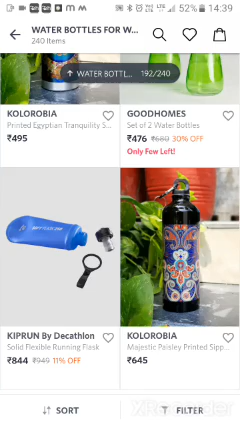 52% 14:39
WATER BOTTLES FOR W...
240 Items
WATER BOTTL... 192/240
KOLOROBIA
Printed Egyptian Tranquility S...
₹495
GOODHOMES
Set of 2 Water Bottles
₹476 ₹680 30% OFF
Only Few Left!
KIPRUN By Decathlon
Solid Flexible Running Flask
₹844 ₹949 11% OFF
KOLOROBIA
Majestic Paisley Printed Sipp...
₹645
SORT
FILTER